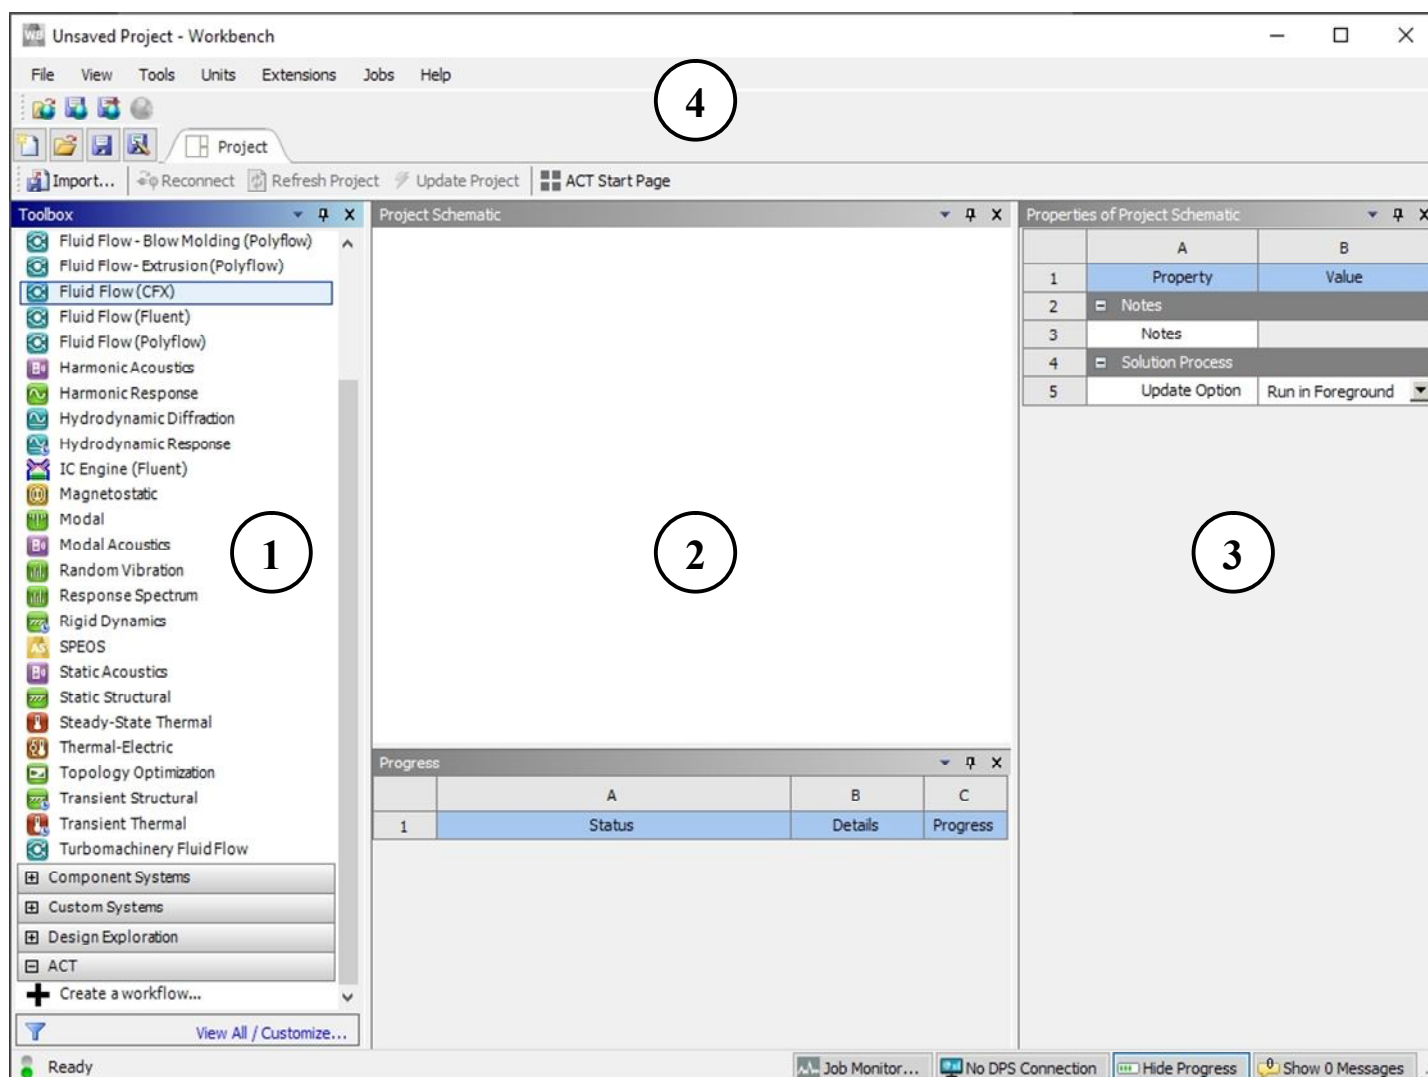 Unsaved Project - Workbench
File View Tools Units Extensions Jobs Help
4
Project
Import... Reconnect Refresh Project Update Project ACT Start Page
Toolbox
Fluid Flow - Blow Molding (Polyflow)
Fluid Flow - Extrusion (Polyflow)
Fluid Flow (CFX)
Fluid Flow (Fluent)
Fluid Flow (Polyflow)
Harmonic Acoustics
Harmonic Response
Hydrodynamic Diffraction
Hydrodynamic Response
IC Engine (Fluent)
Magnetostatic
Modal
Modal Acoustics
Random Vibration
Response Spectrum
Rigid Dynamics
SPEOS
Static Acoustics
Static Structural
Steady-State Thermal
Thermal-Electric
Topology Optimization
Transient Structural
Transient Thermal
Turbomachinery Fluid Flow
Component Systems
Custom Systems
Design Exploration
ACT
Create a workflow...
View All / Customize...
1
Project Schematic
2
Progress
A B C
1 Status Details Progress
Properties of Project Schematic
A B
1 Property Value
2 Notes
3 Notes
4 Solution Process
5 Update Option Run in Foreground
3
Ready Job Monitor... No DPS Connection Hide Progress Show 0 Messages